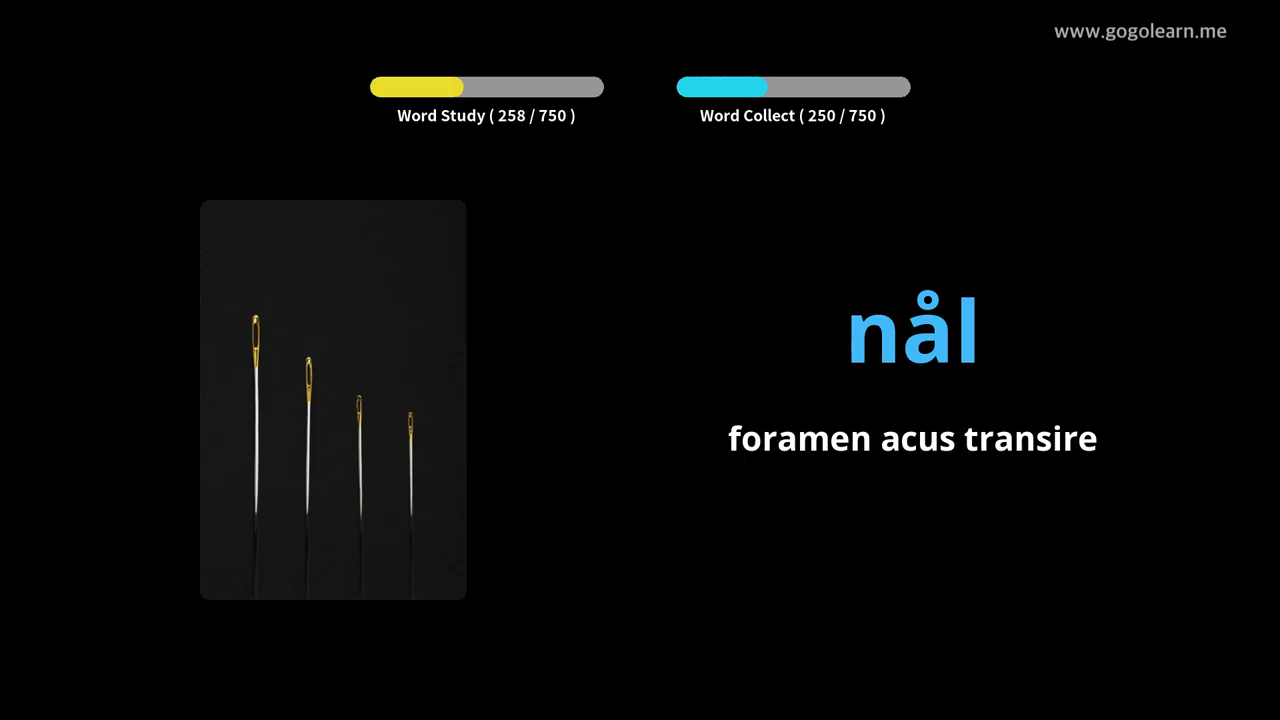 www.gogolearn.me
Word Study ( 258 / 750 )
Word Collect ( 250 / 750 )
nål
foramen acus transire